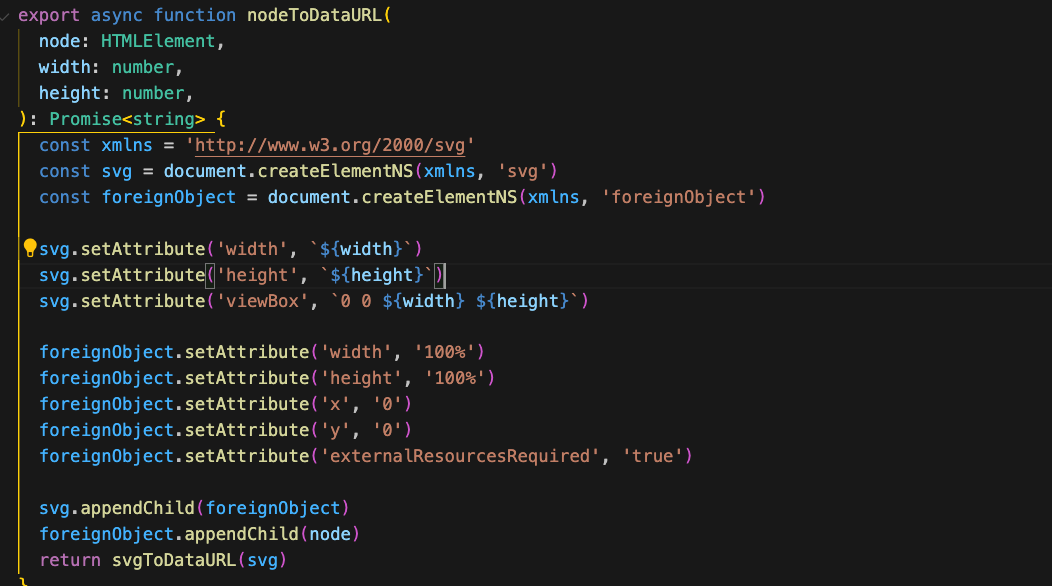 export async function nodeToDataURL(
  node: HTMLElement,
  width: number,
  height: number,
): Promise<string> {
  const xmlns = 'http://www.w3.org/2000/svg'
  const svg = document.createElementNS(xmlns, 'svg')
  const foreignObject = document.createElementNS(xmlns, 'foreignObject')

  svg.setAttribute('width', `${width}`)
  svg.setAttribute('height', `${height}`)
  svg.setAttribute('viewBox', `0 0 ${width} ${height}`)

  foreignObject.setAttribute('width', '100%')
  foreignObject.setAttribute('height', '100%')
  foreignObject.setAttribute('x', '0')
  foreignObject.setAttribute('y', '0')
  foreignObject.setAttribute('externalResourcesRequired', 'true')

  svg.appendChild(foreignObject)
  foreignObject.appendChild(node)
  return svgToDataURL(svg)
}